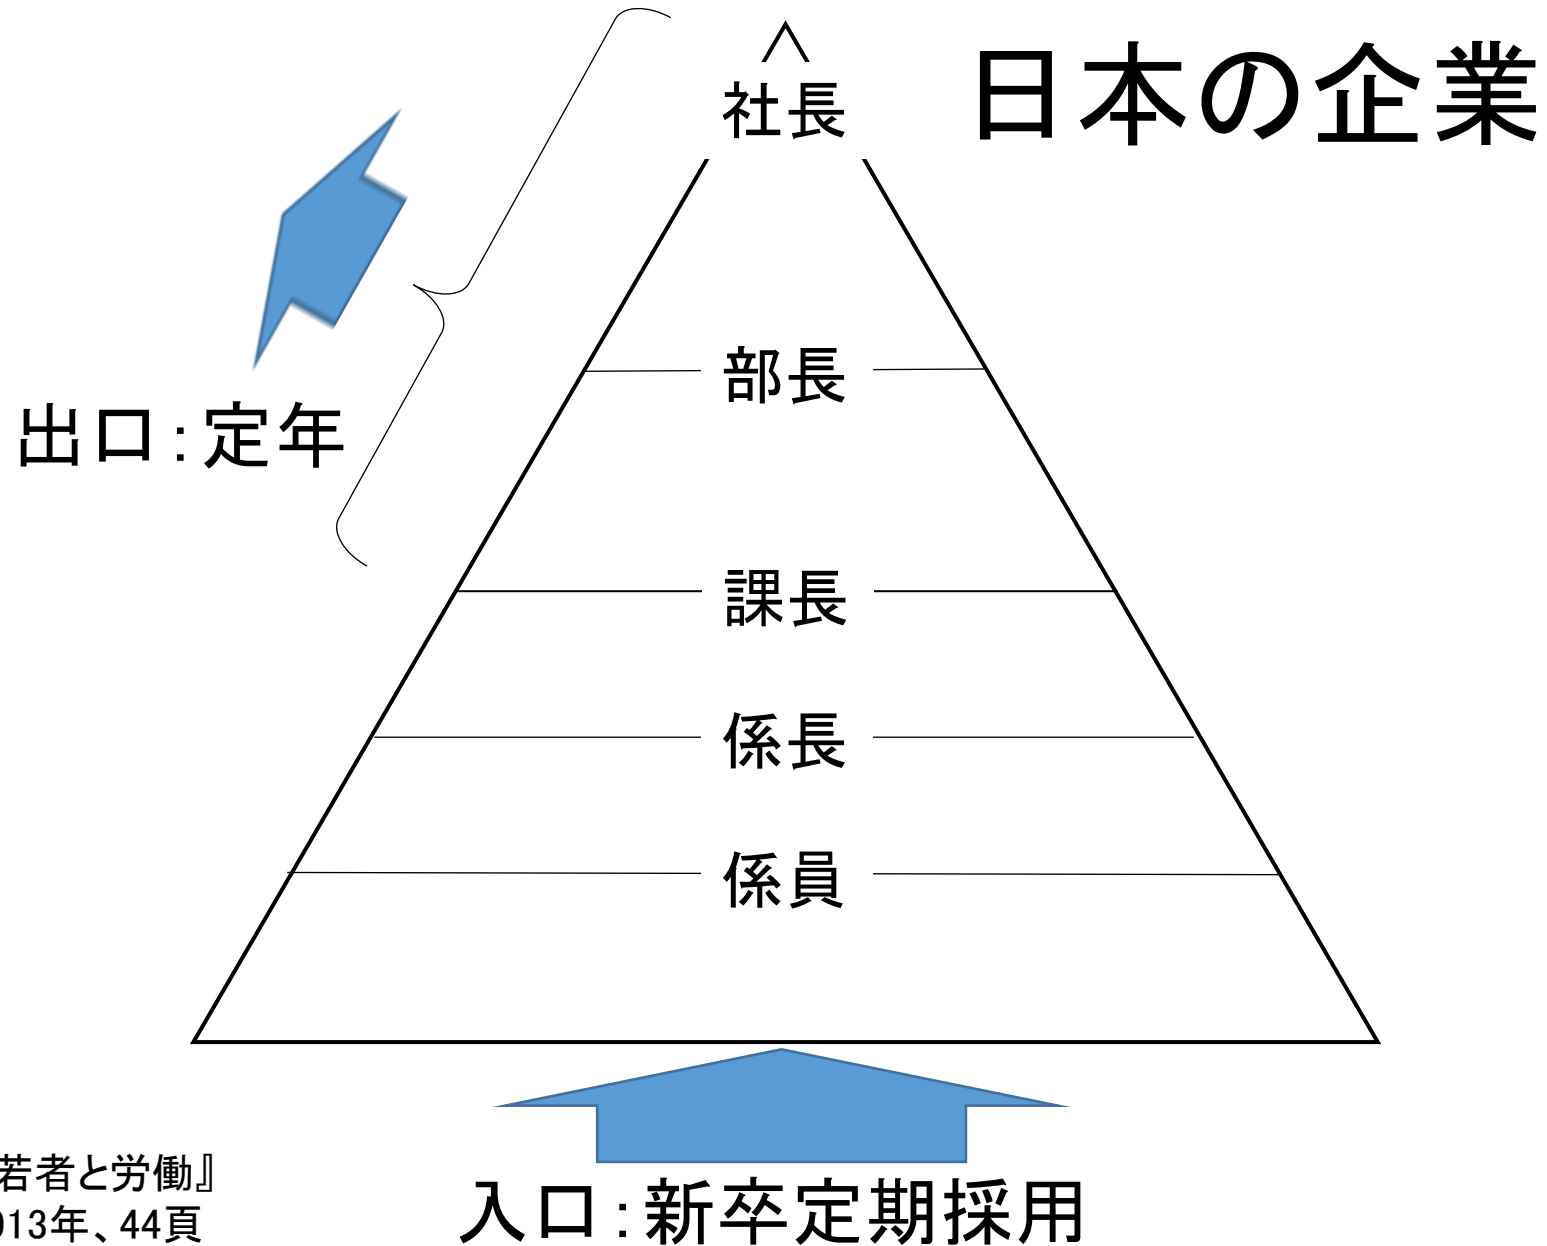 日本の企業
社長
部長
出口：定年
課長
係長
係員
入口：新卒定期採用
若者と労働』
013年、44頁